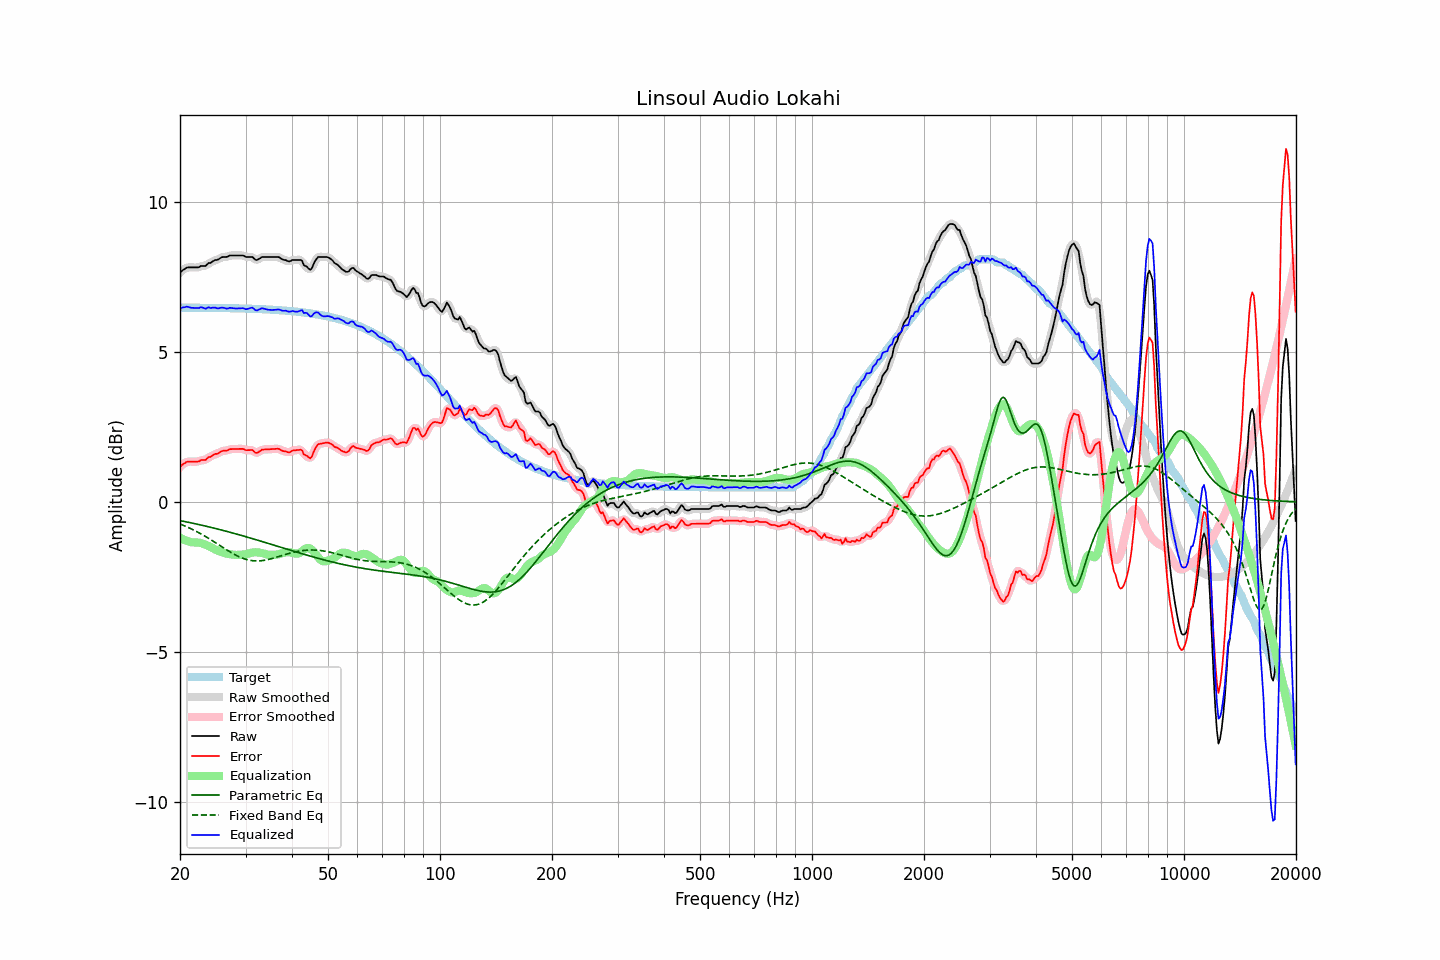 Linsoul Audio Lokahi
Amplitude (dBr)
10
5
0
−5
−10
Target
Raw Smoothed
Error Smoothed
Raw
Error
Equalization
Parametric Eq
Fixed Band Eq
Equalized
20 50 100 200 500 1000 2000 5000 10000 20000
Frequency (Hz)